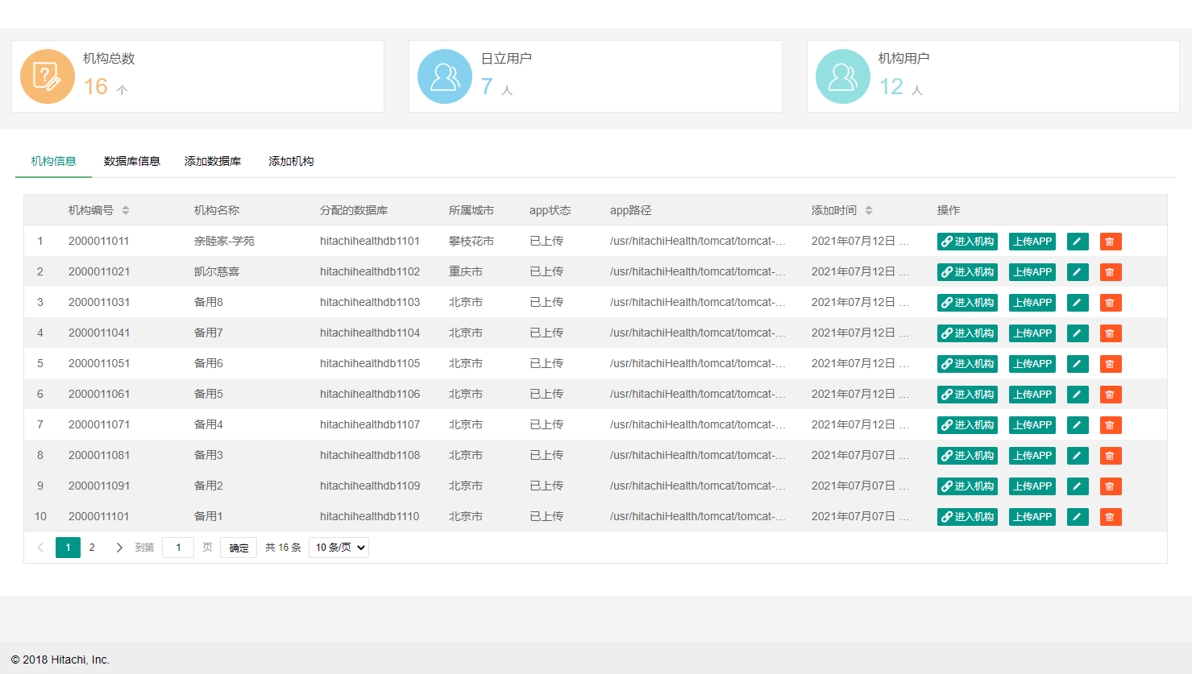 机构总数
16 个
日立用户
7 人
机构用户
12 人
机构信息 数据库信息 添加数据库 添加机构
机构编号 机构名称 分配的数据库 所属城市 app状态 app路径 添加时间 操作
1 2000011011 亲睦家-学苑 hitachihealthdb1101 攀枝花市 已上传 /usr/hitachiHealth/tomcat/tomcat-... 2021年07月12日 ... 进入机构 上传APP
2 2000011021 凯尔慈喜 hitachihealthdb1102 重庆市 已上传 /usr/hitachiHealth/tomcat/tomcat-... 2021年07月12日 ... 进入机构 上传APP
3 2000011031 备用8 hitachihealthdb1103 北京市 已上传 /usr/hitachiHealth/tomcat/tomcat-... 2021年07月12日 ... 进入机构 上传APP
4 2000011041 备用7 hitachihealthdb1104 北京市 已上传 /usr/hitachiHealth/tomcat/tomcat-... 2021年07月12日 ... 进入机构 上传APP
5 2000011051 备用6 hitachihealthdb1105 北京市 已上传 /usr/hitachiHealth/tomcat/tomcat-... 2021年07月12日 ... 进入机构 上传APP
6 2000011061 备用5 hitachihealthdb1106 北京市 已上传 /usr/hitachiHealth/tomcat/tomcat-... 2021年07月12日 ... 进入机构 上传APP
7 2000011071 备用4 hitachihealthdb1107 北京市 已上传 /usr/hitachiHealth/tomcat/tomcat-... 2021年07月12日 ... 进入机构 上传APP
8 2000011081 备用3 hitachihealthdb1108 北京市 已上传 /usr/hitachiHealth/tomcat/tomcat-... 2021年07月07日 ... 进入机构 上传APP
9 2000011091 备用2 hitachihealthdb1109 北京市 已上传 /usr/hitachiHealth/tomcat/tomcat-... 2021年07月07日 ... 进入机构 上传APP
10 2000011101 备用1 hitachihealthdb1110 北京市 已上传 /usr/hitachiHealth/tomcat/tomcat-... 2021年07月07日 ... 进入机构 上传APP
1 2 到第 1 页 确定 共 16 条 10 条/页
© 2018 Hitachi, Inc.